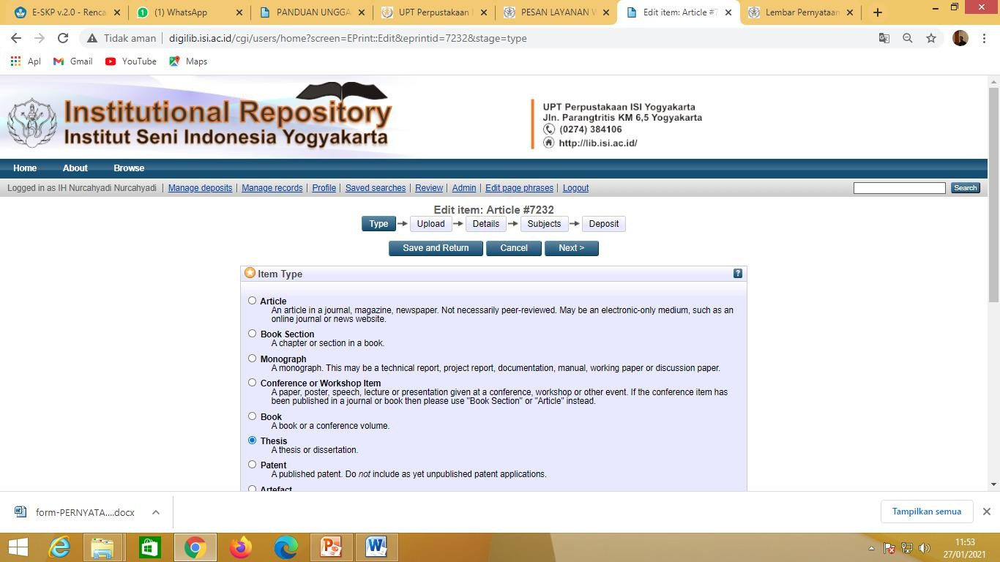 E-SKP v.2.0 - Renca
(1) WhatsApp
PANDUAN UNGGA
UPT Perpustakaan I
PESAN LAYANAN W
Edit item: Article #7
Lembar Pernyataan
Tidak aman | digilib.isi.ac.id/cgi/users/home?screen=EPrint::Edit&eprintid=7232&stage=type
Apl Gmail YouTube Maps
Institutional Repository
Institut Seni Indonesia Yogyakarta
UPT Perpustakaan ISI Yogyakarta
Jln. Parangtritis KM 6,5 Yogyakarta
(0274) 384106
http://lib.isi.ac.id/
Home About Browse
Logged in as IH Nurcahyadi Nurcahyadi | Manage deposits | Manage records | Profile | Saved searches | Review | Admin | Edit page phrases | Logout
Search
Edit item: Article #7232
Type Upload Details Subjects Deposit
Save and Return Cancel Next >
Item Type ?
Article
An article in a journal, magazine, newspaper. Not necessarily peer-reviewed. May be an electronic-only medium, such as an
online journal or news website.
Book Section
A chapter or section in a book.
Monograph
A monograph. This may be a technical report, project report, documentation, manual, working paper or discussion paper.
Conference or Workshop Item
A paper, poster, speech, lecture or presentation given at a conference, workshop or other event. If the conference item has
been published in a journal or book then please use "Book Section" or "Article" instead.
Book
A book or a conference volume.
Thesis
A thesis or dissertation.
Patent
A published patent. Do not include as yet unpublished patent applications.
Artefact
form-PERNYATA....docx
Tampilkan semua
11:53
27/01/2021